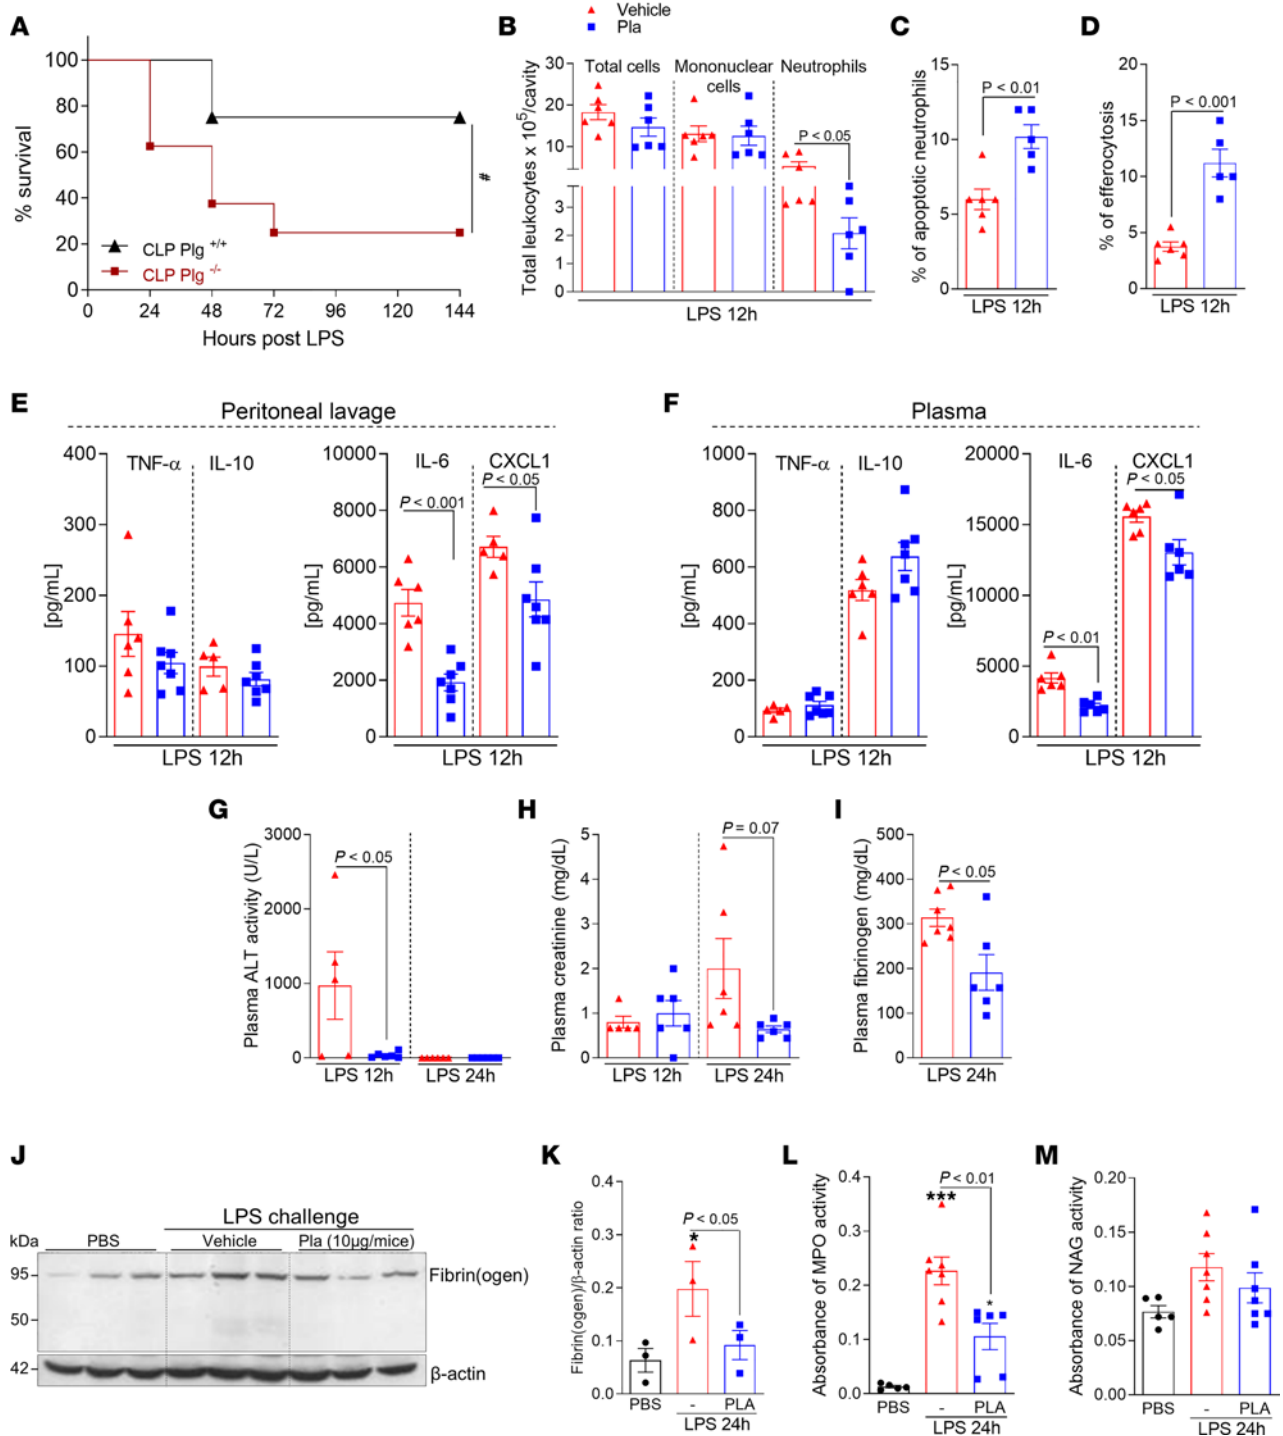 A
% survival
100
80
60
40
20
0
CLP Plg +/+
CLP Plg -/-
#
0 24 48 72 96 120 144
Hours post LPS
Vehicle
Pla
B
Total leukocytes x 10⁵/cavity
30
20
10
3
2
1
0
Total cells
Mononuclear cells
Neutrophils
P < 0.05
LPS 12h
C
% of apoptotic neutrophils
15
10
5
0
P < 0.01
LPS 12h
D
% of efferocytosis
20
15
10
5
0
P < 0.001
LPS 12h
E
Peritoneal lavage
[pg/mL]
400
300
200
100
0
TNF-α IL-10
LPS 12h
[pg/mL]
10000
8000
6000
4000
2000
0
IL-6 CXCL1
P < 0.001
P < 0.05
LPS 12h
F
Plasma
[pg/mL]
1000
800
600
400
200
0
TNF-α IL-10
LPS 12h
[pg/mL]
20000
15000
10000
5000
0
IL-6 CXCL1
P < 0.05
P < 0.01
LPS 12h
G
Plasma ALT activity (U/L)
3000
2000
1000
0
P < 0.05
LPS 12h LPS 24h
H
Plasma creatinine (mg/dL)
5
4
3
2
1
0
P = 0.07
LPS 12h LPS 24h
I
Plasma fibrinogen (mg/dL)
500
400
300
200
100
0
P < 0.05
LPS 24h
J
LPS challenge
kDa PBS Vehicle Pla (10µg/mice)
95 Fibrin(ogen)
50
42 β-actin
K
Fibrin(ogen)/β-actin ratio
0.4
0.3
0.2
0.1
0.0
P < 0.05
*
PBS - PLA
LPS 24h
L
Absorbance of MPO activity
0.4
0.3
0.2
0.1
0.0
P < 0.01
***
*
PBS - PLA
LPS 24h
M
Absorbance of NAG activity
0.20
0.15
0.10
0.05
0.00
PBS - PLA
LPS 24h